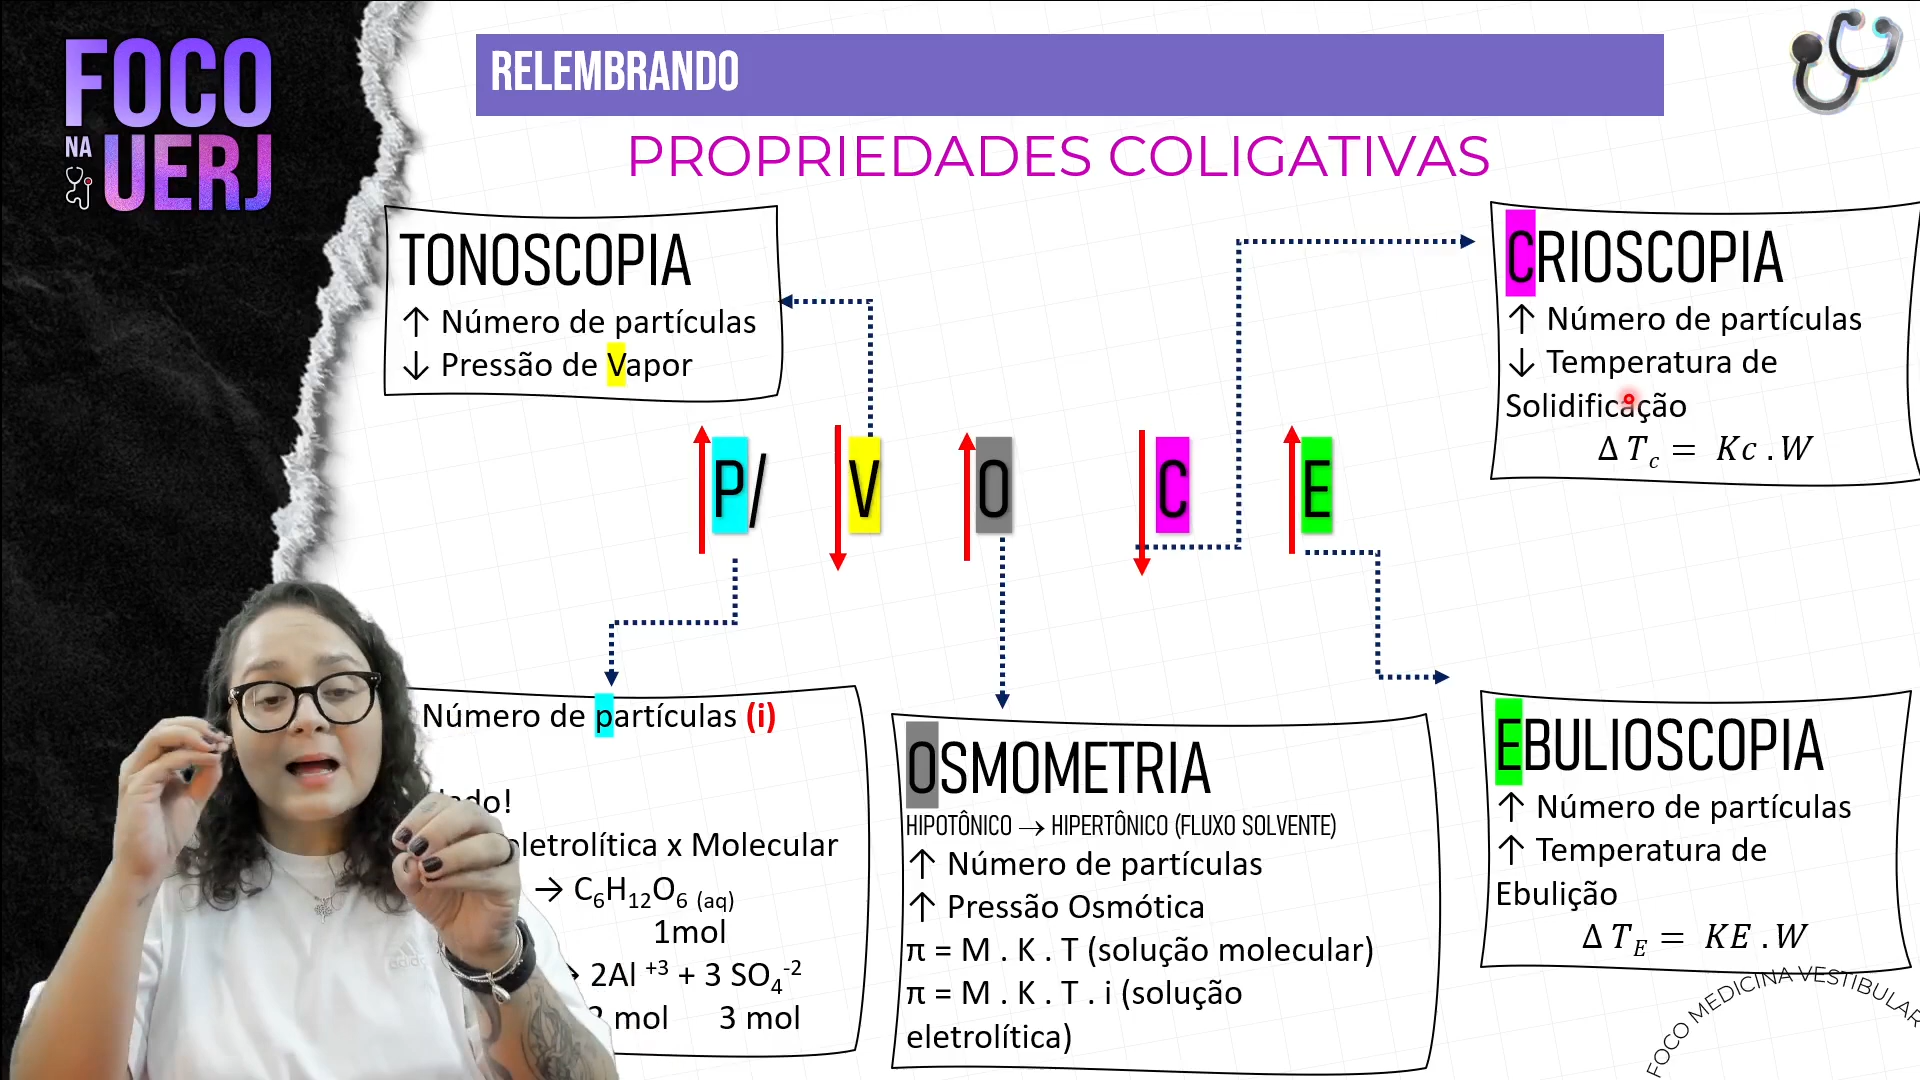 FOCO
NA
UERJ
RELEMBRANDO
PROPRIEDADES COLIGATIVAS
TONOSCOPIA
↑ Número de partículas
↓ Pressão de Vapor
CRIOSCOPIA
↑ Número de partículas
↓ Temperatura de
Solidificação
Δ T_c = Kc . W
P/ V O C E
Número de partículas (i)
eletrolítica x Molecular
→ C₆H₁₂O₆ (aq)
1mol
2Al ⁺³ + 3 SO₄⁻²
2 mol 3 mol
OSMOMETRIA
HIPOTÔNICO → HIPERTÔNICO (FLUXO SOLVENTE)
↑ Número de partículas
↑ Pressão Osmótica
π = M . K . T (solução molecular)
π = M . K . T . i (solução
eletrolítica)
EBULIOSCOPIA
↑ Número de partículas
↑ Temperatura de
Ebulição
Δ T_E = KE . W
FOCO MEDICINA VESTIBULAR